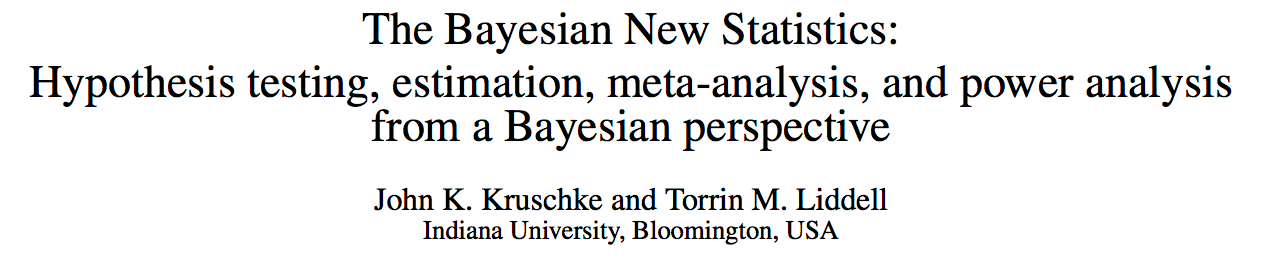 The Bayesian New Statistics:
Hypothesis testing, estimation, meta-analysis, and power analysis
from a Bayesian perspective
John K. Kruschke and Torrin M. Liddell
Indiana University, Bloomington, USA